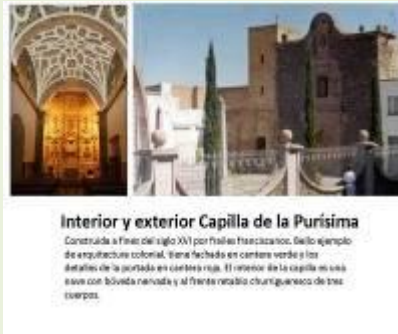 Interior y exterior Capilla de la Purísima
Construida a fines del siglo XVI por frailes franciscanos. Bello ejemplo
de arquitectura colonial, tiene fachada en cantera verde y los
detalles de la portada en cantera roja. El interior de la capilla es una
nave con bóveda nervada y al frente retablo churrigueresco de tres
cuerpos.